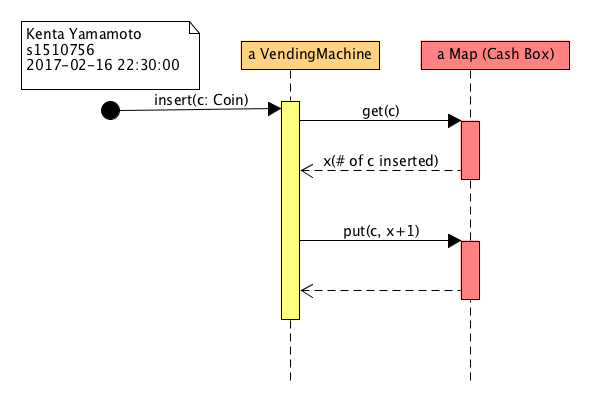 Kenta Yamamoto
s1510756
2017-02-16 22:30:00
a VendingMachine
a Map (Cash Box)
insert(c: Coin)
get(c)
x(# of c inserted)
put(c, x+1)